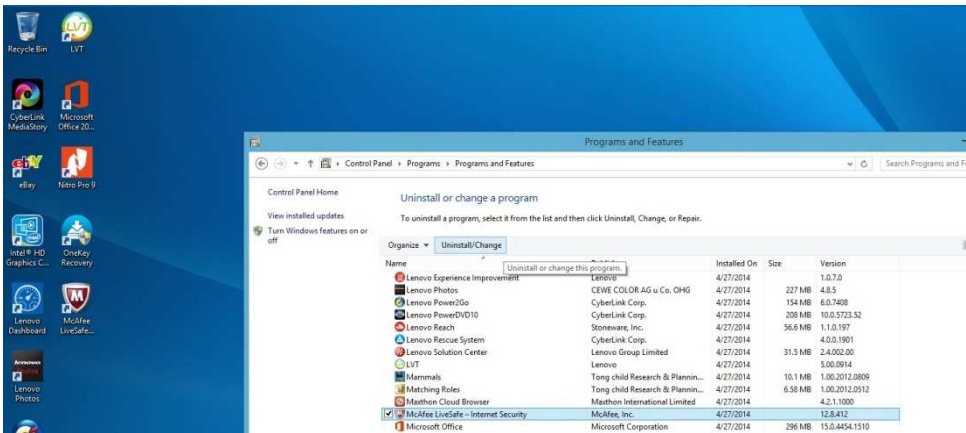 Recycle Bin
LVT
CyberLink MediaStory
Microsoft Office 20...
eBay
Nitro Pro 9
Intel® HD Graphics C...
OneKey Recovery
Lenovo Dashboard
McAfee LiveSafe...
Lenovo Photos
Programs and Features
Control Panel Programs Programs and Features
Search Programs and
Control Panel Home
View installed updates
Turn Windows features on or off
Uninstall or change a program
To uninstall a program, select it from the list and then click Uninstall, Change, or Repair.
Organize Uninstall/Change
Name Installed On Size Version
Uninstall or change this program.
Lenovo Experience Improvement Lenovo 4/27/2014 1.0.7.0
Lenovo Photos CEWE COLOR AG u Co. OHG 4/27/2014 227 MB 4.8.5
Lenovo Power2Go CyberLink Corp. 4/27/2014 154 MB 6.0.7408
Lenovo PowerDVD10 CyberLink Corp. 4/27/2014 208 MB 10.0.5723.52
Lenovo Reach Stoneware, Inc. 4/27/2014 56.6 MB 1.1.0.197
Lenovo Rescue System CyberLink Corp. 4/27/2014 4.0.0.1901
Lenovo Solution Center Lenovo Group Limited 4/27/2014 31.5 MB 2.4.002.00
LVT Lenovo 4/27/2014 5.00.0914
Mammals Tong child Research & Plannin... 4/27/2014 10.1 MB 1.00.2012.0809
Matching Roles Tong child Research & Plannin... 4/27/2014 6.58 MB 1.00.2012.0512
Maxthon Cloud Browser Maxthon International Limited 4/27/2014 4.2.1.1000
McAfee LiveSafe – Internet Security McAfee, Inc. 4/27/2014 12.8.412
Microsoft Office Microsoft Corporation 4/27/2014 296 MB 15.0.4454.1510